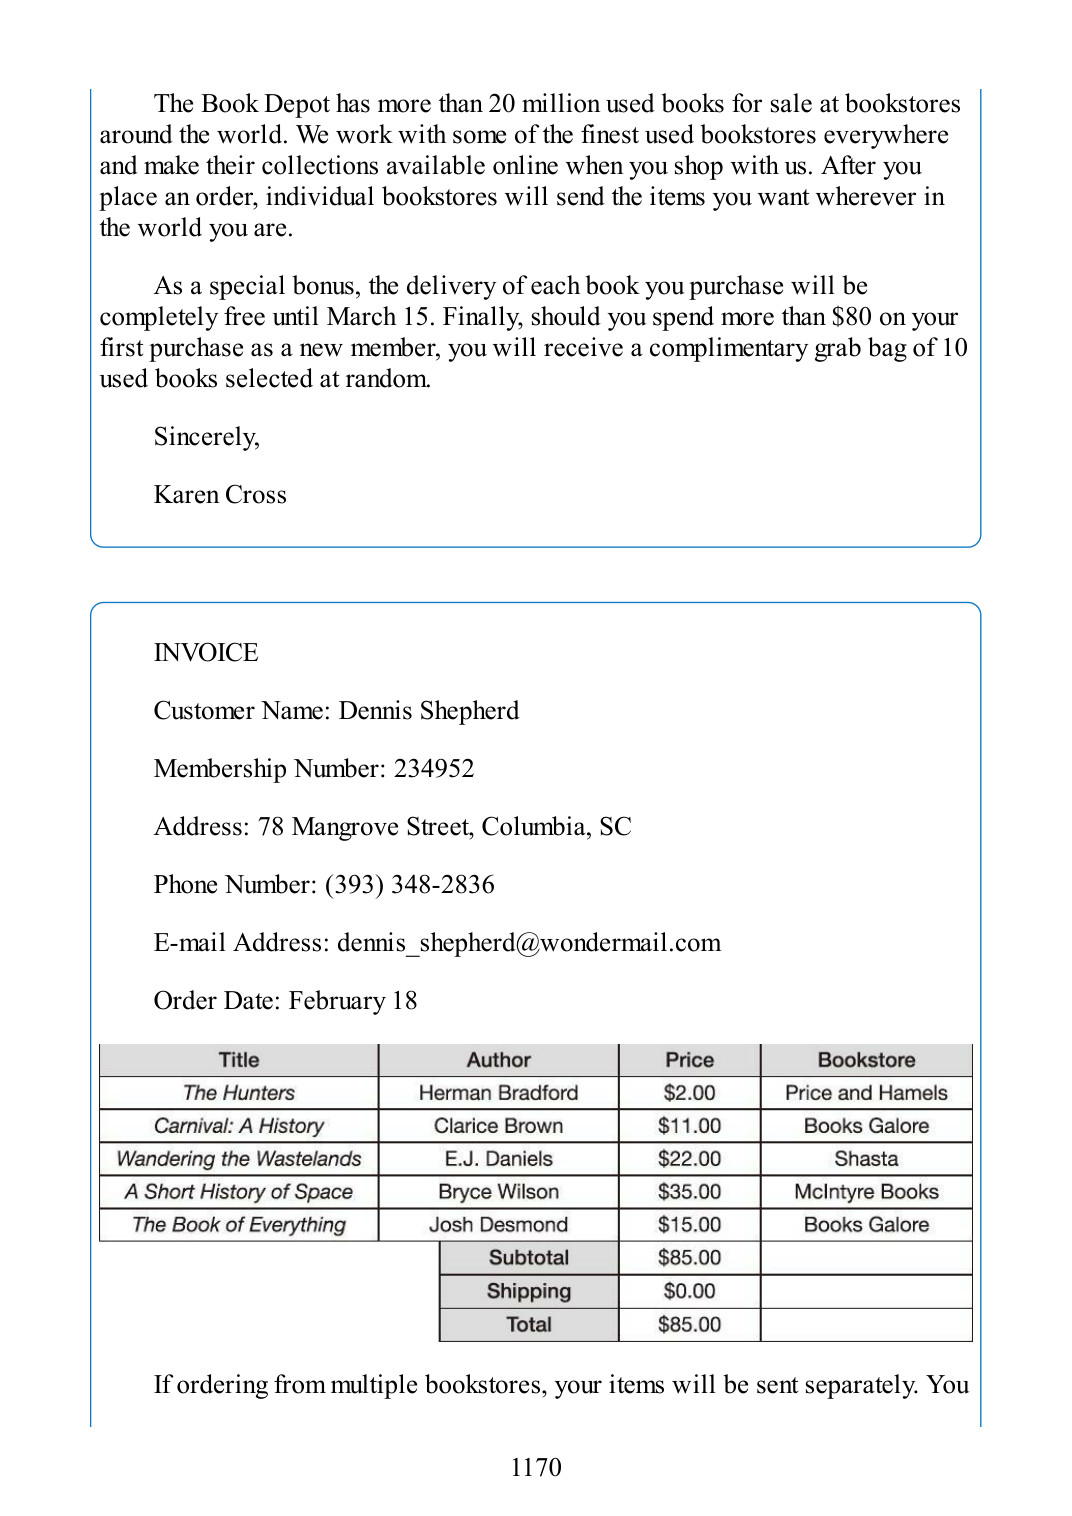 The Book Depot has more than 20 million used books for sale at bookstores
around the world. We work with some of the finest used bookstores everywhere
and make their collections available online when you shop with us. After you
place an order, individual bookstores will send the items you want wherever in
the world you are.
As a special bonus, the delivery of each book you purchase will be
completely free until March 15. Finally, should you spend more than $80 on your
first purchase as a new member, you will receive a complimentary grab bag of 10
used books selected at random.
Sincerely,
Karen Cross
INVOICE
Customer Name: Dennis Shepherd
Membership Number: 234952
Address: 78 Mangrove Street, Columbia, SC
Phone Number: (393) 348-2836
E-mail Address: dennis_shepherd@wondermail.com
Order Date: February 18
Title Author Price Bookstore
The Hunters Herman Bradford $2.00 Price and Hamels
Carnival: A History Clarice Brown $11.00 Books Galore
Wandering the Wastelands E.J. Daniels $22.00 Shasta
A Short History of Space Bryce Wilson $35.00 McIntyre Books
The Book of Everything Josh Desmond $15.00 Books Galore
Subtotal $85.00
Shipping $0.00
Total $85.00
If ordering from multiple bookstores, your items will be sent separately. You
1170